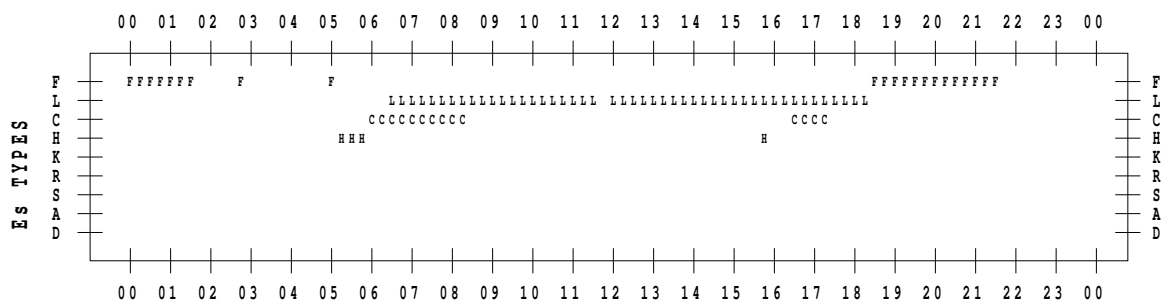 00 01 02 03 04 05 06 07 08 09 10 11 12 13 14 15 16 17 18 19 20 21 22 23 00
F FFFFFFF F F FFFFFFFFFFFFF F
L LLLLLLLLLLLLLLLLLLLLL LLLLLLLLLLLLLLLLLLLLLLLLLL L
C CCCCCCCCCC CCCC C
H HHH H H
K K
R R
S S
A A
D D
Es TYPES
00 01 02 03 04 05 06 07 08 09 10 11 12 13 14 15 16 17 18 19 20 21 22 23 00